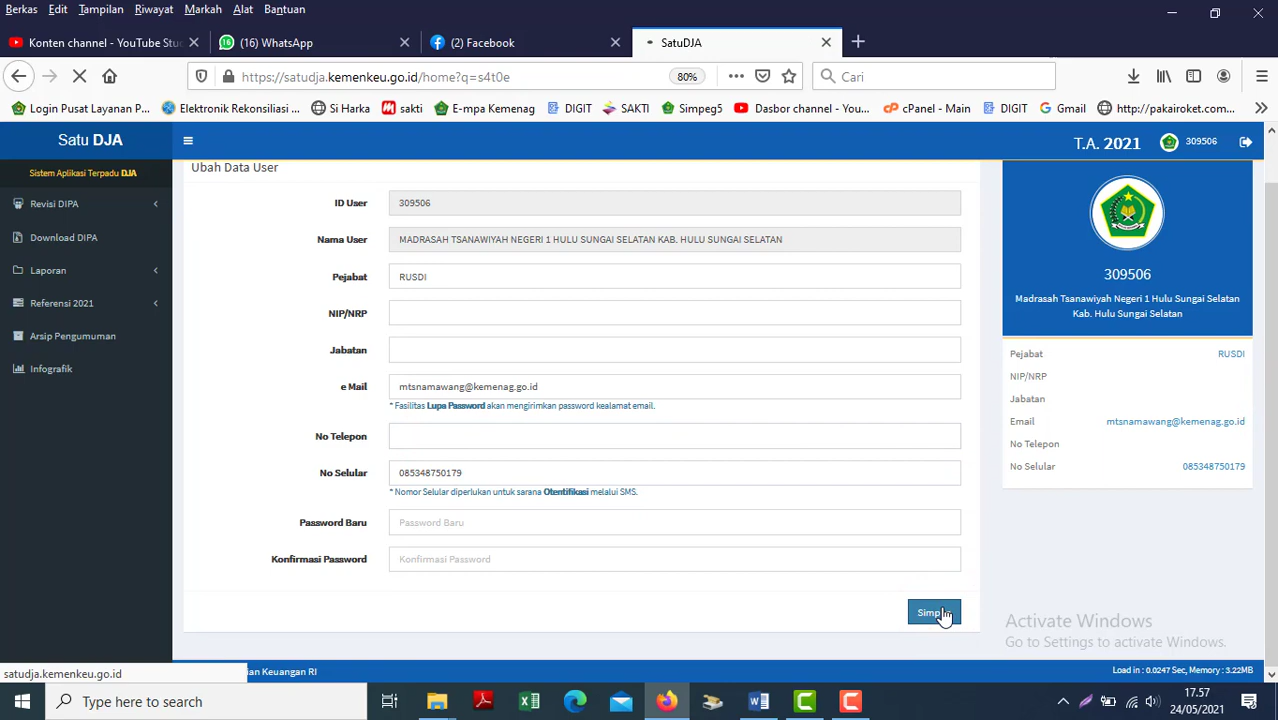 Berkas Edit Tampilan Riwayat Markah Alat Bantuan
Konten channel - YouTube Stu
(16) WhatsApp
(2) Facebook
SatuDJA
https://satudja.kemenkeu.go.id/home?q=s4t0e
80%
Cari
Login Pusat Layanan P...
Elektronik Rekonsiliasi ...
Si Harka
sakti
E-mpa Kemenag
DIGIT
SAKTI
Simpeg5
Dasbor channel - You...
cPanel - Main
DIGIT
Gmail
http://pakairoket.com...
Satu DJA
T.A. 2021
309506
Sistem Aplikasi Terpadu DJA
Revisi DIPA
Download DIPA
Laporan
Referensi 2021
Arsip Pengumuman
Infografik
Ubah Data User
ID User 309506
Nama User MADRASAH TSANAWIYAH NEGERI 1 HULU SUNGAI SELATAN KAB. HULU SUNGAI SELATAN
Pejabat RUSDI
NIP/NRP
Jabatan
e Mail mtsnamawang@kemenag.go.id
* Fasilitas Lupa Password akan mengirimkan password kealamat email.
No Telepon
No Selular 085348750179
* Nomor Selular diperlukan untuk sarana Otentifikasi melalui SMS.
Password Baru Password Baru
Konfirmasi Password Konfirmasi Password
309506
Madrasah Tsanawiyah Negeri 1 Hulu Sungai Selatan
Kab. Hulu Sungai Selatan
Pejabat RUSDI
NIP/NRP
Jabatan
Email mtsnamawang@kemenag.go.id
No Telepon
No Selular 085348750179
Activate Windows
Go to Settings to activate Windows.
satudja.kemenkeu.go.id
Keuangan RI
Load in : 0.0247 Sec, Memory : 3.22MB
Type here to search
17.57
24/05/2021